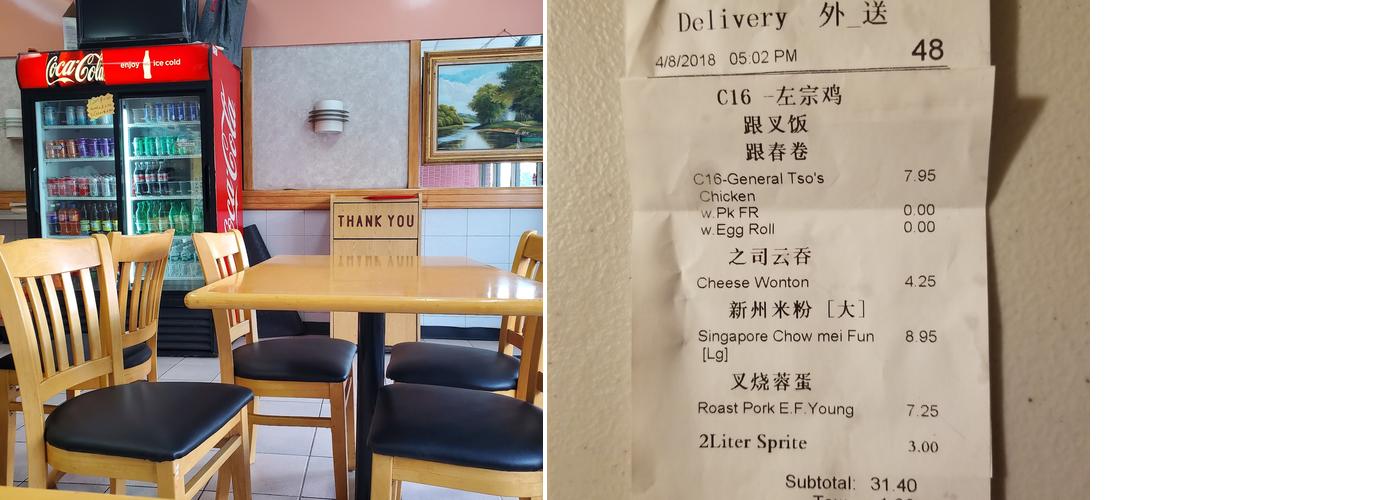 Coca-Cola
enjoy ice cold
Coca-Cola
THANK YOU
Delivery 外_送
4/8/2018 05:02 PM 48
C16 -左宗鸡
跟叉饭
跟春卷
C16-General Tso's 7.95
Chicken
w.Pk FR 0.00
w.Egg Roll 0.00
之司云吞
Cheese Wonton 4.25
新州米粉 [大]
Singapore Chow mei Fun 8.95
[Lg]
叉烧蓉蛋
Roast Pork E.F.Young 7.25
2Liter Sprite 3.00
Subtotal: 31.40